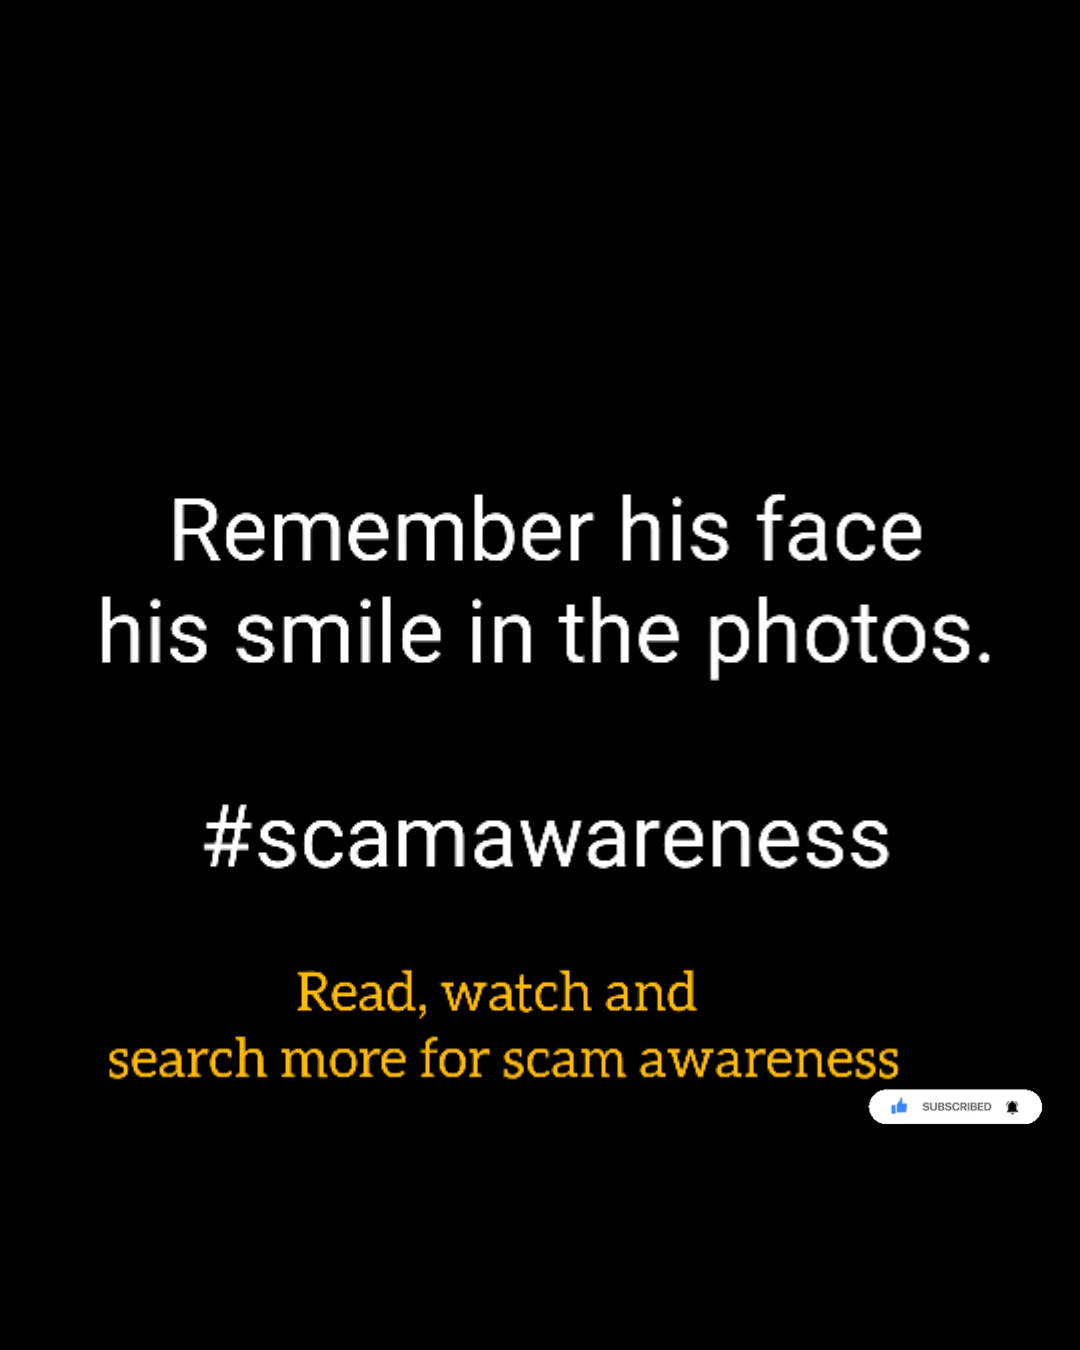 Remember his face
his smile in the photos.
#scamawareness
Read, watch and
search more for scam awareness
SUBSCRIBED